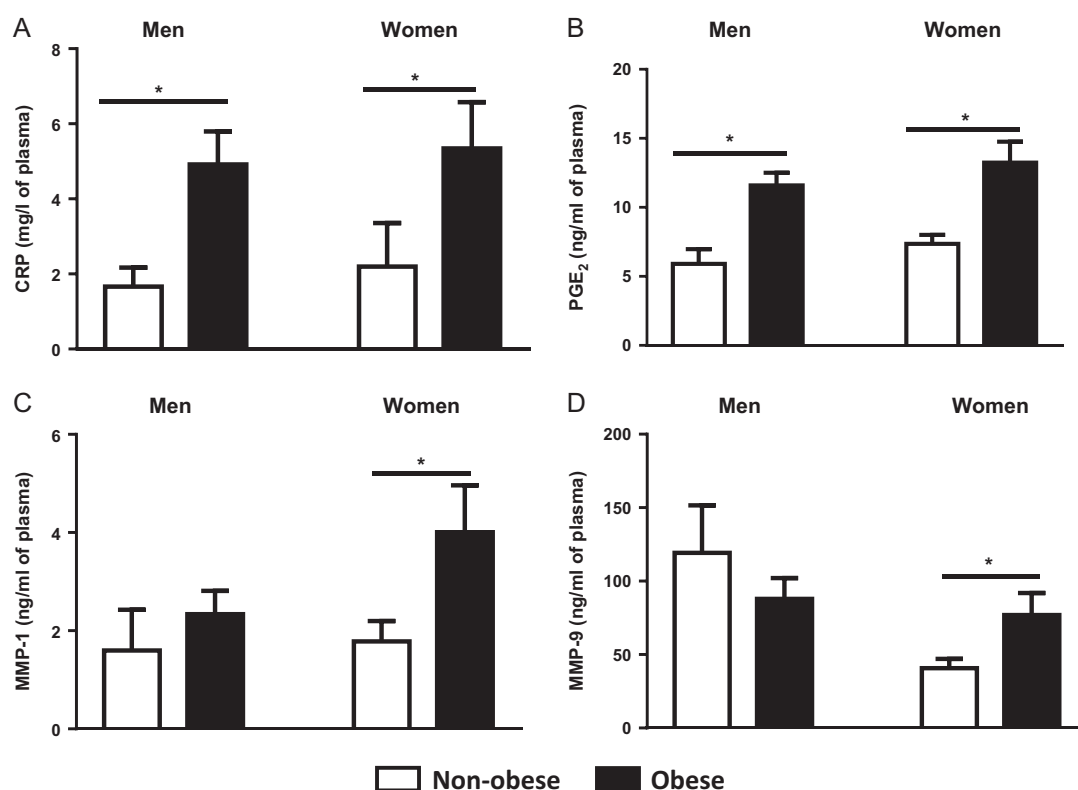 A
Men
Women
8
6
4
2
0
CRP (mg/l of plasma)
*
*
B
Men
Women
20
15
10
5
0
PGE2 (ng/ml of plasma)
*
*
C
Men
Women
6
4
2
0
MMP-1 (ng/ml of plasma)
*
D
Men
Women
200
150
100
50
0
MMP-9 (ng/ml of plasma)
*
Non-obese Obese